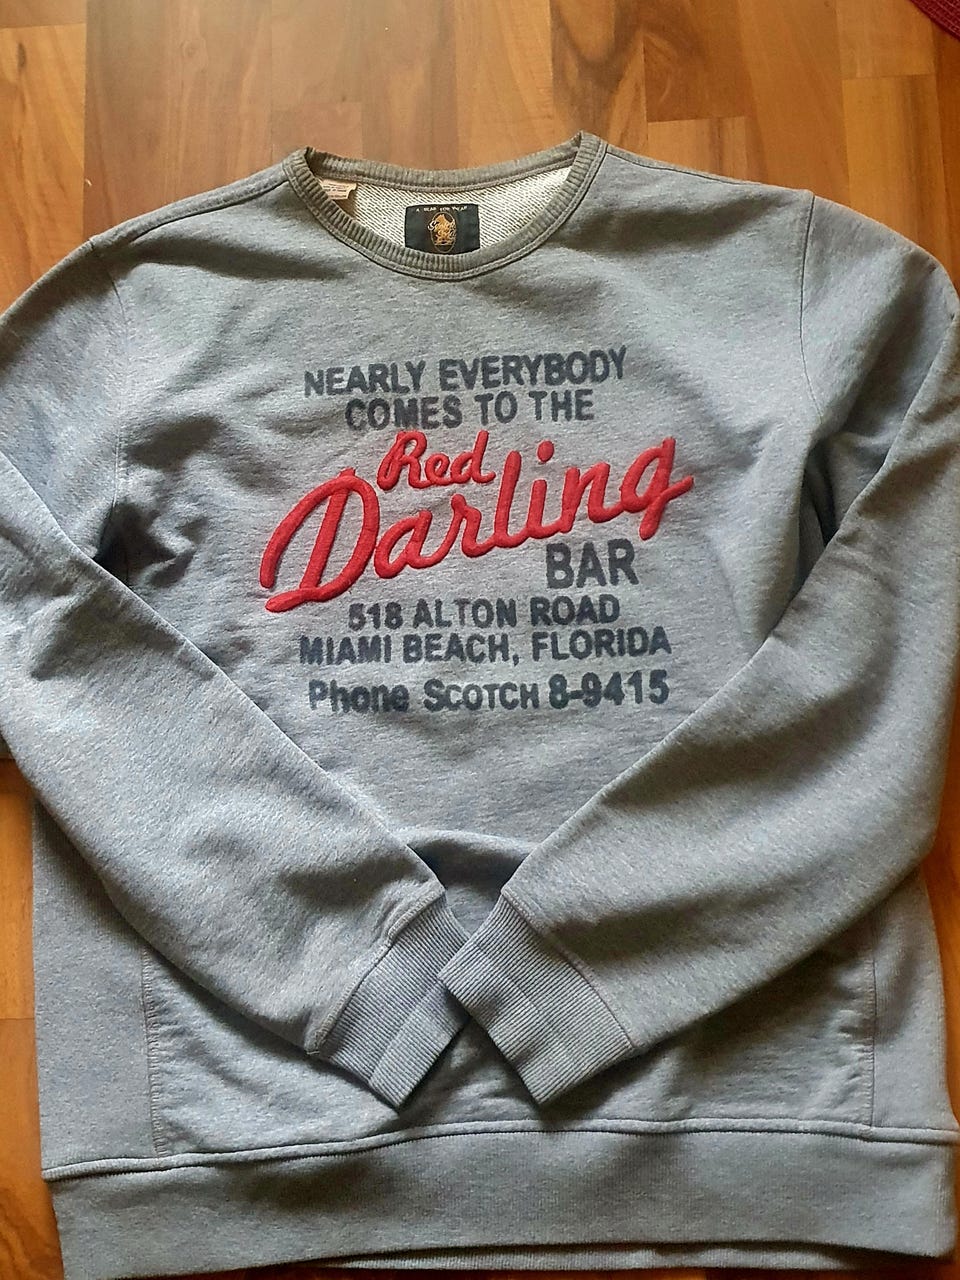 NEARLY EVERYBODY
COMES TO THE
Red
Darling
BAR
518 ALTON ROAD
MIAMI BEACH, FLORIDA
Phone SCOTCH 8-9415